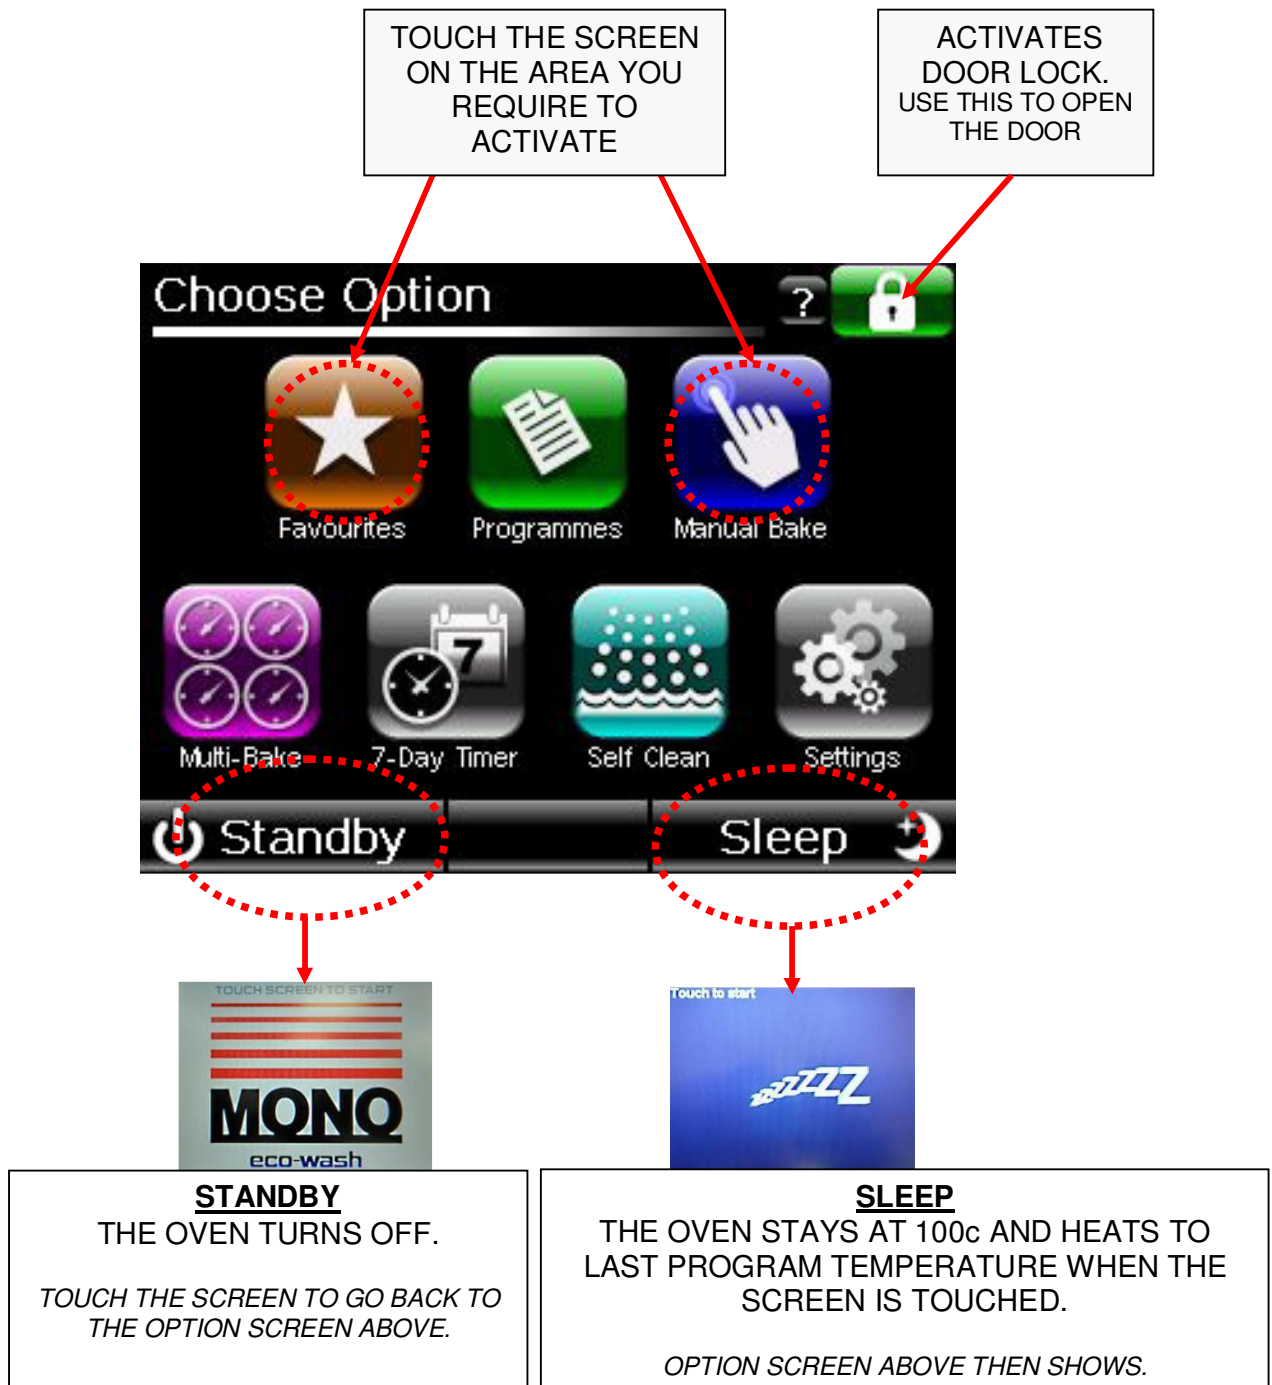 TOUCH THE SCREEN
ON THE AREA YOU
REQUIRE TO
ACTIVATE
ACTIVATES
DOOR LOCK.
USE THIS TO OPEN
THE DOOR
Choose Option
?
Favourites
Programmes
Manual Bake
7
Multi-Bake
7-Day Timer
Self Clean
Settings
Standby
Sleep
TOUCH SCREEN TO START
MONO
eco-wash
Touch to start
zzZZZZ
STANDBY
THE OVEN TURNS OFF.
TOUCH THE SCREEN TO GO BACK TO
THE OPTION SCREEN ABOVE.
SLEEP
THE OVEN STAYS AT 100c AND HEATS TO
LAST PROGRAM TEMPERATURE WHEN THE
SCREEN IS TOUCHED.
OPTION SCREEN ABOVE THEN SHOWS.